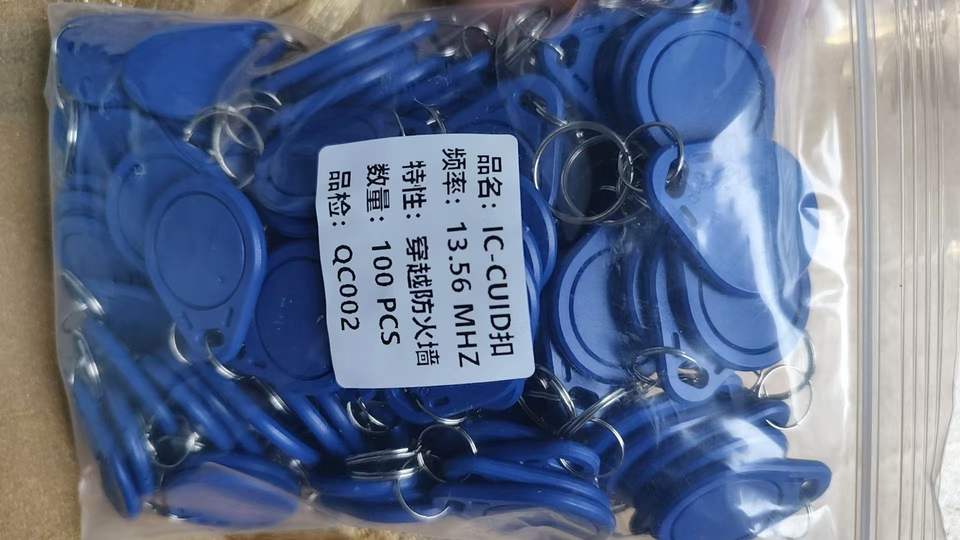 品名：IC-CUID扣
频率：13.56 MHZ
特性：穿越防火墙
数量：100 PCS
品检：QC002